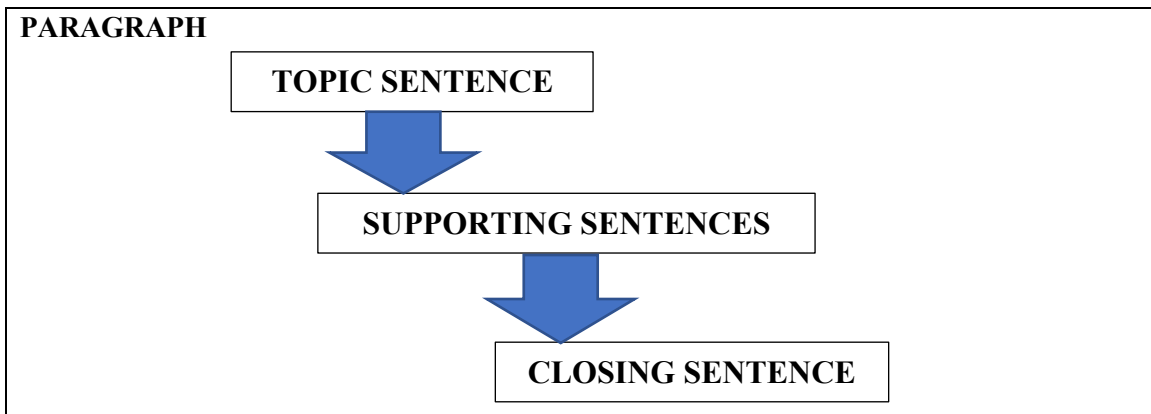 PARAGRAPH
TOPIC SENTENCE
SUPPORTING SENTENCES
CLOSING SENTENCE